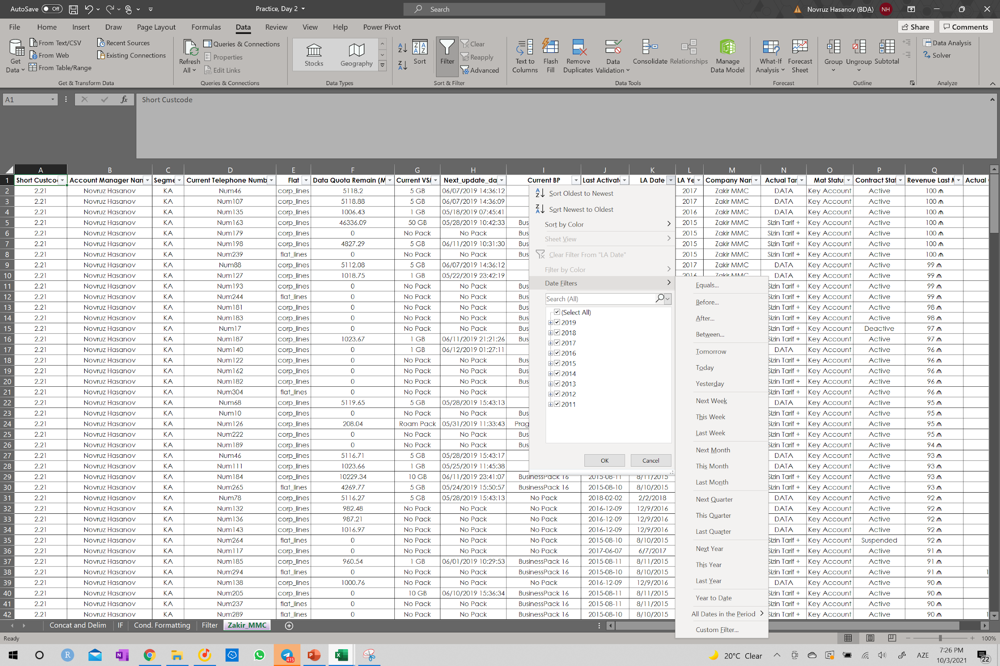 AutoSave Off Practice, Day 2 Search Novruz Hasanov (BDA) NH
File Home Insert Draw Page Layout Formulas Data Review View Help Power Pivot Share Comments
Get Data
From Text/CSV
From Web
From Table/Range
Recent Sources
Existing Connections
Get & Transform Data
Refresh All
Queries & Connections
Properties
Edit Links
Queries & Connections
Stocks
Geography
Data Types
Sort
Filter
Clear
Reapply
Advanced
Sort & Filter
Text to Columns
Flash Fill
Remove Duplicates
Data Validation
Consolidate
Relationships
Manage Data Model
Data Tools
What-If Analysis
Forecast Sheet
Forecast
Group
Ungroup
Subtotal
Outline
Data Analysis
Solver
Analyze
A1 fx Short Custcode
A B C D E F G H I J K L M N O P Q
1 Short Custco Account Manager Nan Segme Current Telephone Numb Flat Data Quota Remain (M Current VSM Next_update_da Current BP Last Activat LA Date LA Ye Company Nan Actual Tar Mat Statu Contract Stat Revenue Last M Actual
2 2.21 Novruz Hasanov KA Num46 corp_lines 5118.2 5 GB 06/07/2019 14:36:12 2017 Zakir MMC DATA Key Account Active 100 ₼
3 2.21 Novruz Hasanov KA Num107 corp_lines 5118.88 5 GB 06/07/2019 14:36:09 2017 Zakir MMC DATA Key Account Active 100 ₼
4 2.21 Novruz Hasanov KA Num135 corp_lines 1006.43 1 GB 05/18/2019 07:45:41 2016 Zakir MMC DATA Key Account Active 100 ₼
5 2.21 Novruz Hasanov KA Num163 corp_lines 46336.09 50 GB 05/28/2019 10:42:33 Bus 2015 Zakir MMC Sizin Tarif + Key Account Active 100 ₼
6 2.21 Novruz Hasanov KA Num179 corp_lines 0 No Pack No Pack Bus 2015 Zakir MMC Sizin Tarif + Key Account Active 100 ₼
7 2.21 Novruz Hasanov KA Num198 corp_lines 4827.29 5 GB 06/11/2019 10:31:30 Bus 2015 Zakir MMC Sizin Tarif + Key Account Active 100 ₼
8 2.21 Novruz Hasanov KA Num239 flat_lines 0 No Pack No Pack Bus 2015 Zakir MMC Sizin Tarif + Key Account Active 100 ₼
9 2.21 Novruz Hasanov KA Num88 corp_lines 5112.08 5 GB 06/07/2019 14:36:12 2017 Zakir MMC DATA Key Account Active 99 ₼
10 2.21 Novruz Hasanov KA Num127 corp_lines 1018.75 1 GB 05/22/2019 23:42:19 2016 Zakir MMC DATA Key Account Active 99 ₼
11 2.21 Novruz Hasanov KA Num193 corp_lines 0 No Pack No Pack Bus Sizin Tarif + Key Account Active 99 ₼
12 2.21 Novruz Hasanov KA Num244 flat_lines 0 No Pack No Pack Bus Sizin Tarif + Key Account Active 99 ₼
13 2.21 Novruz Hasanov KA Num181 corp_lines 0 No Pack No Pack Bus Sizin Tarif + Key Account Active 98 ₼
14 2.21 Novruz Hasanov KA Num183 corp_lines 0 No Pack No Pack Bus Sizin Tarif + Key Account Active 98 ₼
15 2.21 Novruz Hasanov KA Num17 corp_lines 0 No Pack No Pack Bus Sizin Tarif + Key Account Deactive 97 ₼
16 2.21 Novruz Hasanov KA Num187 corp_lines 1023.67 1 GB 06/11/2019 21:21:26 Bus Sizin Tarif + Key Account Active 97 ₼
17 2.21 Novruz Hasanov KA Num140 corp_lines 0 1 GB 06/12/2019 01:27:11 DATA Key Account Active 96 ₼
18 2.21 Novruz Hasanov KA Num122 corp_lines 0 No Pack No Pack Bus Sizin Tarif + Key Account Active 96 ₼
19 2.21 Novruz Hasanov KA Num162 corp_lines 0 No Pack No Pack Bus Sizin Tarif + Key Account Active 96 ₼
20 2.21 Novruz Hasanov KA Num182 corp_lines 0 No Pack No Pack Bus Sizin Tarif + Key Account Active 96 ₼
21 2.21 Novruz Hasanov KA Num304 flat_lines 0 No Pack No Pack Sizin Tarif + Key Account Active 96 ₼
22 2.21 Novruz Hasanov KA Num68 corp_lines 5119.65 5 GB 05/28/2019 15:43:13 DATA Key Account Active 95 ₼
23 2.21 Novruz Hasanov KA Num10 corp_lines 0 No Pack No Pack Bus Sizin Tarif + Key Account Active 95 ₼
24 2.21 Novruz Hasanov KA Num126 corp_lines 208.04 Roam Pack 05/31/2019 11:33:43 Prag Sizin Tarif + Key Account Active 95 ₼
25 2.21 Novruz Hasanov KA Num222 corp_lines 0 No Pack No Pack Bus Sizin Tarif + Key Account Active 95 ₼
26 2.21 Novruz Hasanov KA Num189 corp_lines 0 No Pack No Pack Bus Sizin Tarif + Key Account Active 94 ₼
27 2.21 Novruz Hasanov KA Num46 corp_lines 5116.71 5 GB 05/28/2019 15:43:17 DATA Key Account Active 93 ₼
28 2.21 Novruz Hasanov KA Num111 corp_lines 1023.66 1 GB 05/25/2019 11:45:38 DATA Key Account Active 93 ₼
29 2.21 Novruz Hasanov KA Num184 corp_lines 10229.34 10 GB 06/11/2019 23:41:07 BusinessPack 16 2015-08-11 8/11/2015 Sizin Tarif + Key Account Active 93 ₼
30 2.21 Novruz Hasanov KA Num265 flat_lines 4269.77 5 GB 05/24/2019 15:50:57 BusinessPack 16 2015-08-10 8/10/2015 Sizin Tarif + Key Account Active 93 ₼
31 2.21 Novruz Hasanov KA Num78 corp_lines 5116.27 5 GB 05/28/2019 15:43:13 No Pack 2018-02-02 2/2/2018 DATA Key Account Active 92 ₼
32 2.21 Novruz Hasanov KA Num132 corp_lines 982.48 No Pack No Pack No Pack 2016-12-09 12/9/2016 DATA Key Account Active 92 ₼
33 2.21 Novruz Hasanov KA Num136 corp_lines 987.21 No Pack No Pack No Pack 2016-12-09 12/9/2016 DATA Key Account Active 92 ₼
34 2.21 Novruz Hasanov KA Num143 corp_lines 1016.97 No Pack No Pack No Pack 2016-12-09 12/9/2016 DATA Key Account Active 92 ₼
35 2.21 Novruz Hasanov KA Num264 flat_lines 0 No Pack No Pack No Pack 2015-08-10 8/10/2015 Sizin Tarif + Key Account Suspended 92 ₼
36 2.21 Novruz Hasanov KA Num117 corp_lines 0 No Pack No Pack No Pack 2017-06-07 6/7/2017 Sizin Tarif + Key Account Active 91 ₼
37 2.21 Novruz Hasanov KA Num185 corp_lines 960.54 1 GB 06/01/2019 10:29:53 BusinessPack 16 2015-08-11 8/11/2015 Sizin Tarif + Key Account Active 91 ₼
38 2.21 Novruz Hasanov KA Num294 flat_lines 0 No Pack No Pack BusinessPack 16 2015-08-10 8/10/2015 Sizin Tarif + Key Account Active 91 ₼ 1
39 2.21 Novruz Hasanov KA Num138 corp_lines 1000.76 No Pack No Pack No Pack 2016-12-09 12/9/2016 DATA Key Account Active 90 ₼
40 2.21 Novruz Hasanov KA Num205 corp_lines 0 10 GB 06/10/2019 15:36:34 BusinessPack 16 2015-08-11 8/11/2015 Sizin Tarif + Key Account Active 90 ₼
41 2.21 Novruz Hasanov KA Num237 flat_lines 0 No Pack No Pack BusinessPack 16 2015-08-11 8/11/2015 Sizin Tarif + Key Account Active 90 ₼
42 2.21 Novruz Hasanov KA Num289 flat_lines 0 No Pack No Pack BusinessPack 16 2015-08-10 8/10/2015 Sizin Tarif + Key Account Active 90 ₼ 1
Sort Oldest to Newest
Sort Newest to Oldest
Sort by Color
Sheet View
Clear Filter From "LA Date"
Filter by Color
Date Filters
Search (All)
(Select All)
2019
2018
2017
2016
2015
2014
2013
2012
2011
OK Cancel
Equals...
Before...
After...
Between...
Tomorrow
Today
Yesterday
Next Week
This Week
Last Week
Next Month
This Month
Last Month
Next Quarter
This Quarter
Last Quarter
Next Year
This Year
Last Year
Year to Date
All Dates in the Period
Custom Filter...
Concat and Delim IF Cond. Formatting Filter Zakir_MMC
Ready 100%
415 20°C Clear AZE 7:26 PM
10/3/2021 22